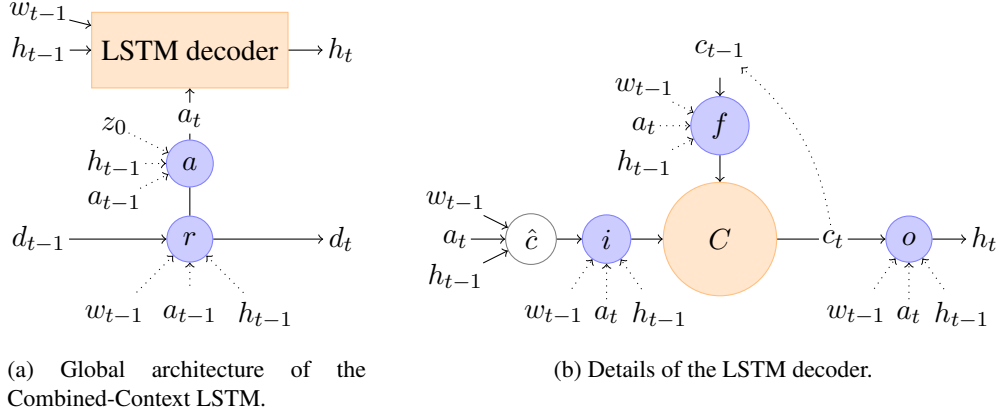 w_{t-1}
h_{t-1}
LSTM decoder
h_t
a_t
z_0
h_{t-1}
a_{t-1}
a
d_{t-1}
r
d_t
w_{t-1} a_{t-1} h_{t-1}
(a) Global architecture of the
Combined-Context LSTM.
c_{t-1}
w_{t-1}
a_t
h_{t-1}
f
w_{t-1}
a_t
h_{t-1}
ĉ
i
C
c_t
o
h_t
w_{t-1} a_t h_{t-1}
w_{t-1} a_t h_{t-1}
(b) Details of the LSTM decoder.